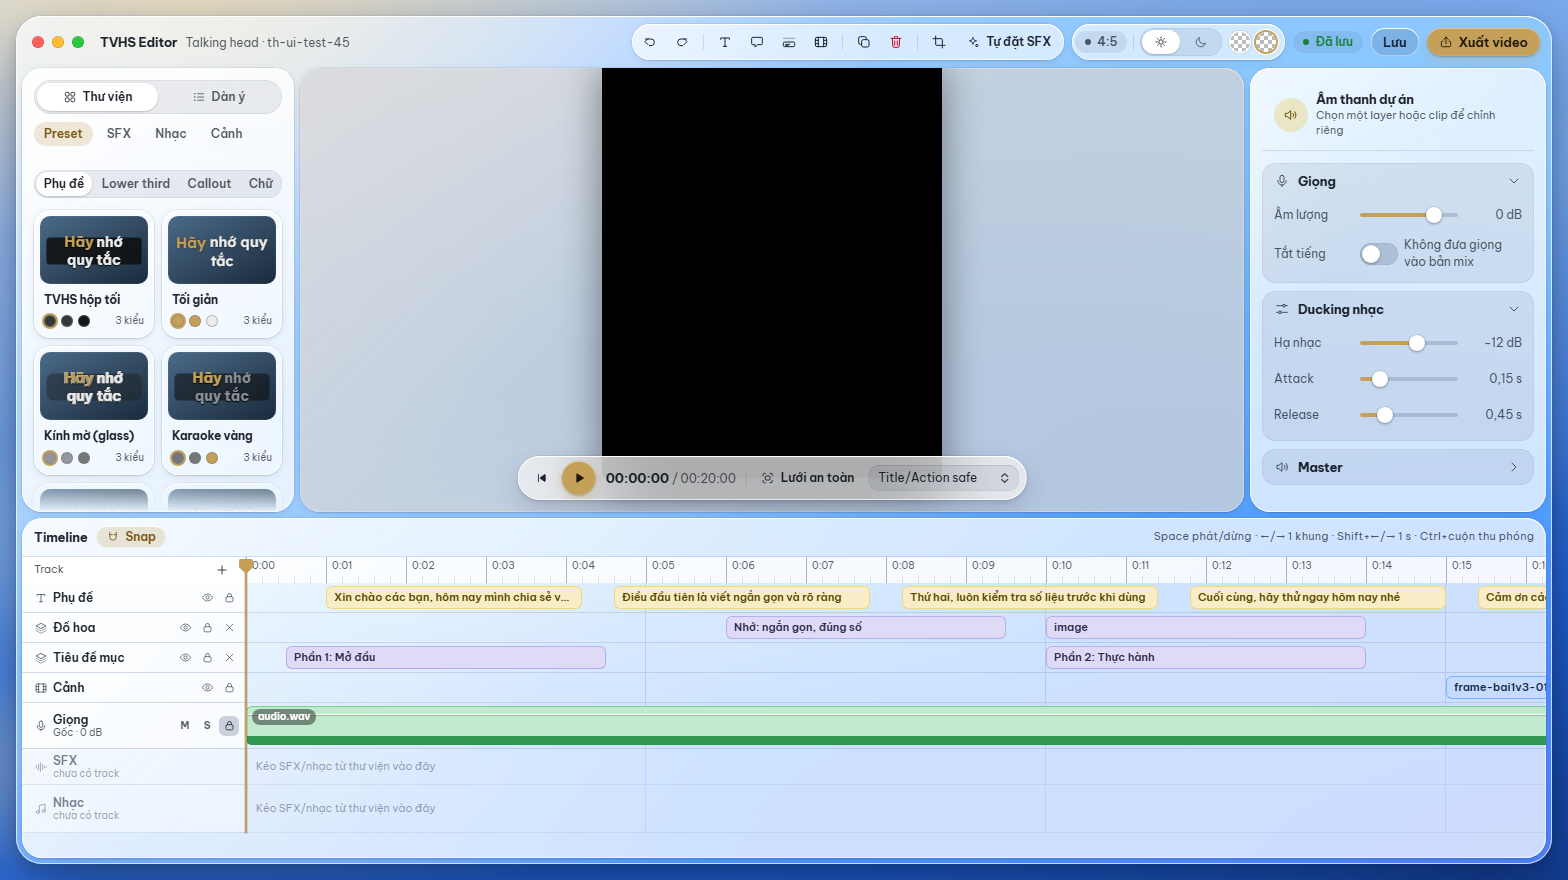 TVHS Editor Talking head · th-ui-test-45
Tự đặt SFX
4:5
Đã lưu
Lưu
Xuất video
Thư viện
Dàn ý
Preset SFX Nhạc Cảnh
Phụ đề Lower third Callout Chữ
Hãy nhớ
quy tắc
TVHS hộp tối
3 kiểu
Hãy nhớ quy
tắc
Tối giản
3 kiểu
Hãy nhớ
quy tắc
Kính mờ (glass)
3 kiểu
Hãy nhớ
quy tắc
Karaoke vàng
3 kiểu
00:00:00 / 00:20:00
Lưới an toàn
Title/Action safe
Âm thanh dự án
Chọn một layer hoặc clip để chỉnh
riêng
Giọng
Âm lượng 0 dB
Tắt tiếng
Không đưa giọng
vào bản mix
Ducking nhạc
Hạ nhạc -12 dB
Attack 0,15 s
Release 0,45 s
Master
Timeline
Snap
Space phát/dừng · ←/→ 1 khung · Shift+←/→ 1 s · Ctrl+cuộn thu phóng
Track
0:00 0:01 0:02 0:03 0:04 0:05 0:06 0:07 0:08 0:09 0:10 0:11 0:12 0:13 0:14 0:15
Phụ đề
Xin chào các bạn, hôm nay mình chia sẻ v...
Điều đầu tiên là viết ngắn gọn và rõ ràng
Thứ hai, luôn kiểm tra số liệu trước khi dùng
Cuối cùng, hãy thử ngay hôm nay nhé
Cảm ơn
Đồ họa
Nhớ: ngắn gọn, đúng số
image
Tiêu đề mục
Phần 1: Mở đầu
Phần 2: Thực hành
Cảnh
frame-bai1v3-01
Giọng
Gốc · 0 dB
M S
audio.wav
SFX
chưa có track
Kéo SFX/nhạc từ thư viện vào đây
Nhạc
chưa có track
Kéo SFX/nhạc từ thư viện vào đây